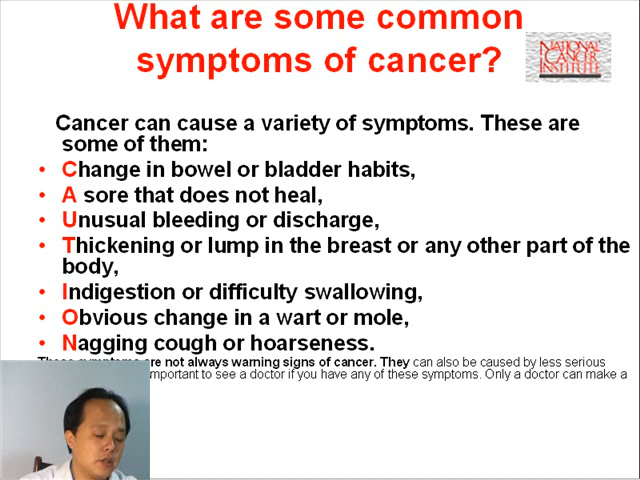 What are some common
symptoms of cancer?
NATIONAL
CANCER
INSTITUTE
Cancer can cause a variety of symptoms. These are
some of them:
• Change in bowel or bladder habits,
• A sore that does not heal,
• Unusual bleeding or discharge,
• Thickening or lump in the breast or any other part of the
body,
• Indigestion or difficulty swallowing,
• Obvious change in a wart or mole,
• Nagging cough or hoarseness.
These symptoms are not always warning signs of cancer. They can also be caused by less serious
important to see a doctor if you have any of these symptoms. Only a doctor can make a